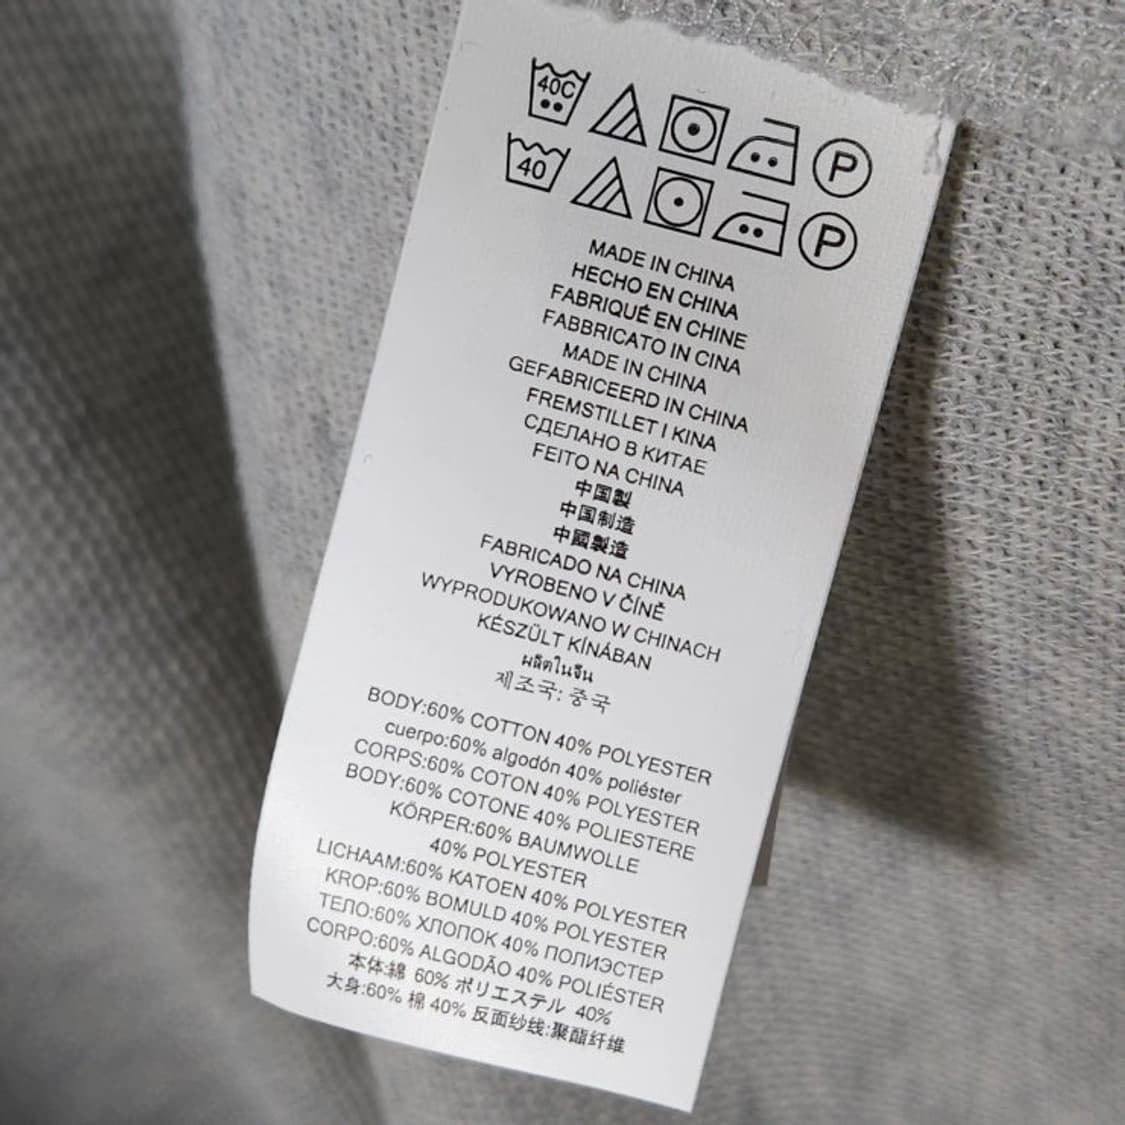 40C
P
40
P
MADE IN CHINA
HECHO EN CHINA
FABRIQUÉ EN CHINE
FABBRICATO IN CINA
MADE IN CHINA
GEFABRICEERD IN CHINA
FREMSTILLET I KINA
СДЕЛАНО В КИТАЕ
FEITO NA CHINA
中国製
中国制造
中國製造
FABRICADO NA CHINA
VYROBENO V ČÍNĚ
WYPRODUKOWANO W CHINACH
KÉSZÜLT KÍNÁBAN
ผลิตในจีน
제조국: 중국
BODY:60% COTTON 40% POLYESTER
cuerpo:60% algodón 40% poliéster
CORPS:60% COTON 40% POLYESTER
BODY:60% COTONE 40% POLIESTERE
KÖRPER:60% BAUMWOLLE
40% POLYESTER
LICHAAM:60% KATOEN 40% POLYESTER
KROP:60% BOMULD 40% POLYESTER
ТЕЛО:60% ХЛОПОК 40% ПОЛИЭСТЕР
CORPO:60% ALGODÃO 40% POLIÉSTER
本体:綿 60% ポリエステル 40%
大身:60% 棉 40% 反面纱线:聚酯纤维